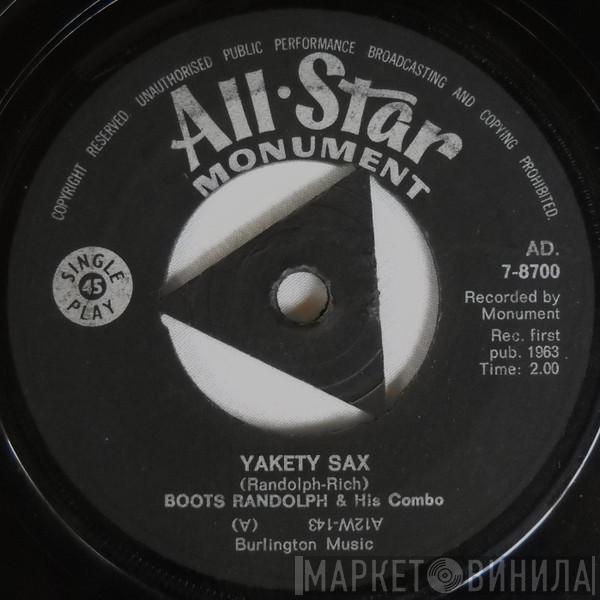 COPYRIGHT RESERVED. UNAUTHORISED PUBLIC PERFORMANCE BROADCASTING AND COPYING PROHIBITED.
All·Star
MONUMENT
SINGLE
45
PLAY
AD.
7-8700
Recorded by
Monument
Rec. first
pub. 1963
Time: 2.00
YAKETY SAX
(Randolph-Rich)
BOOTS RANDOLPH & His Combo
A12W-143 (A)
Burlington Music
МАРКЕТ ВИНИЛА